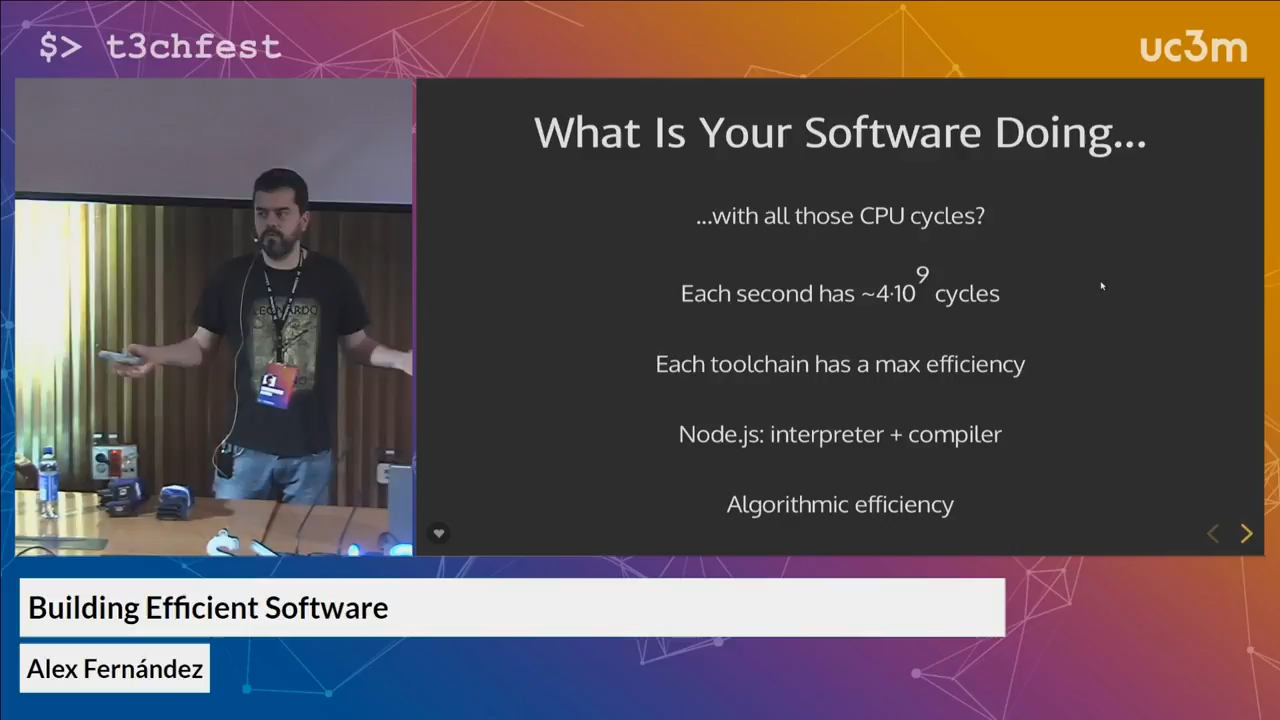 $> t3chfest
uc3m
What Is Your Software Doing...
...with all those CPU cycles?
Each second has ~4·10⁹ cycles
Each toolchain has a max efficiency
Node.js: interpreter + compiler
Algorithmic efficiency
LEONARDO
Building Efficient Software
Alex Fernández